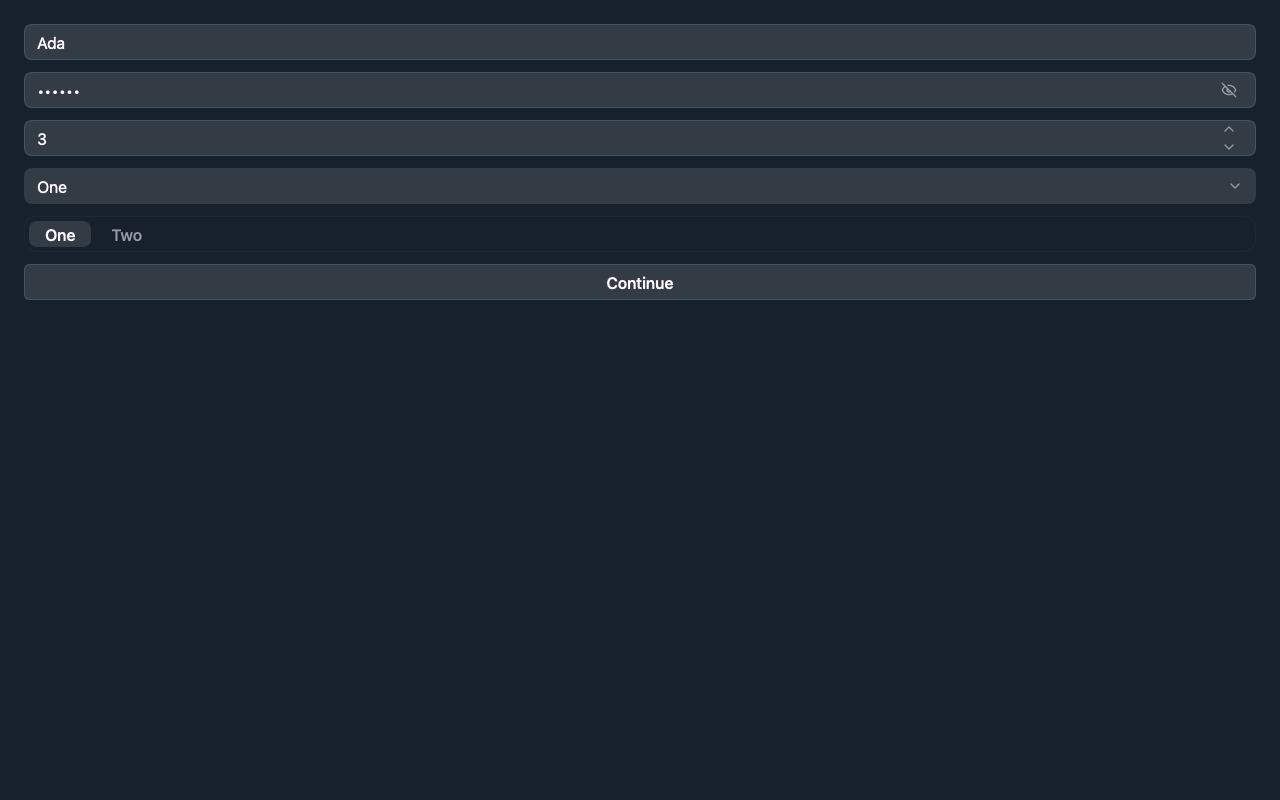 Ada
••••••
3
One
One Two
Continue